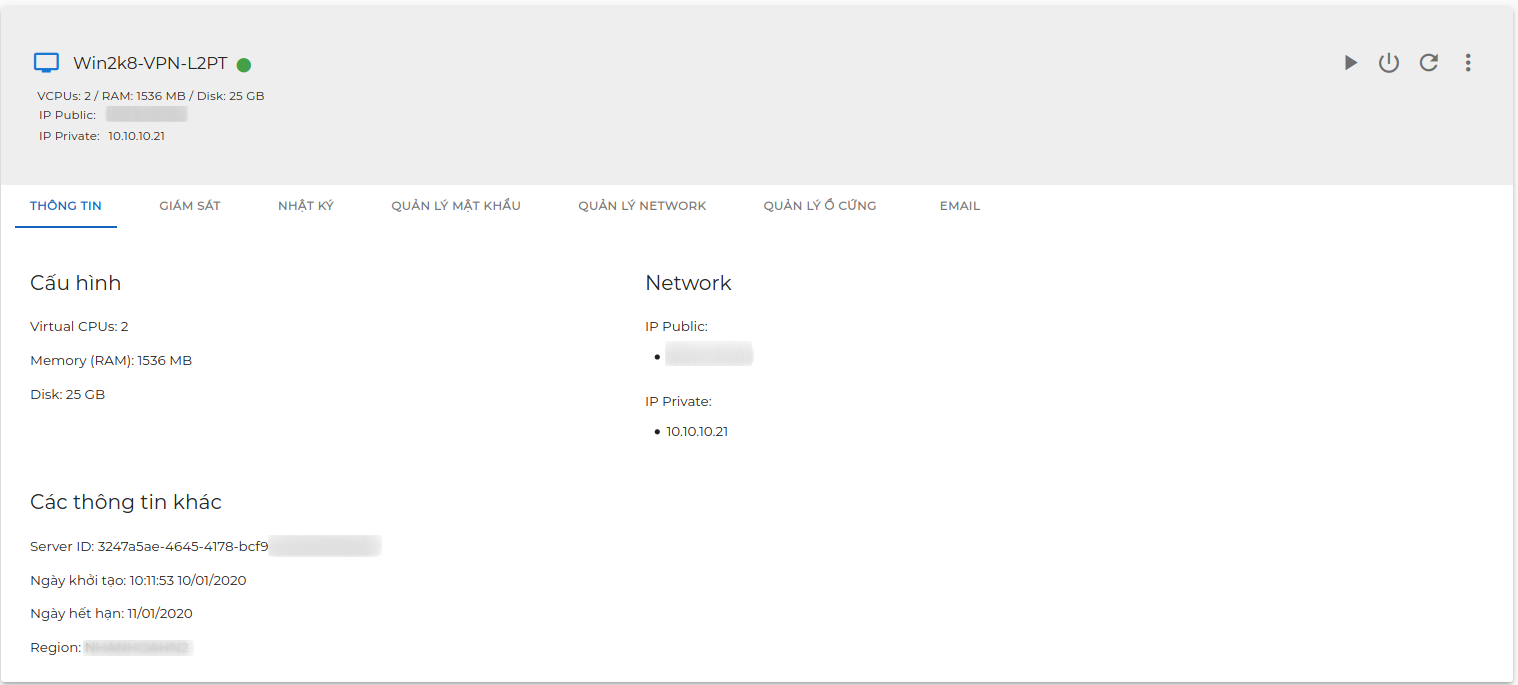 Win2k8-VPN-L2PT
VCPUs: 2 / RAM: 1536 MB / Disk: 25 GB
IP Public:
IP Private: 10.10.10.21
THÔNG TIN GIÁM SÁT NHẬT KÝ QUẢN LÝ MẬT KHẨU QUẢN LÝ NETWORK QUẢN LÝ Ổ CỨNG EMAIL
Cấu hình
Virtual CPUs: 2
Memory (RAM): 1536 MB
Disk: 25 GB
Network
IP Public:
IP Private:
• 10.10.10.21
Các thông tin khác
Server ID: 3247a5ae-4645-4178-bcf9
Ngày khởi tạo: 10:11:53 10/01/2020
Ngày hết hạn: 11/01/2020
Region: